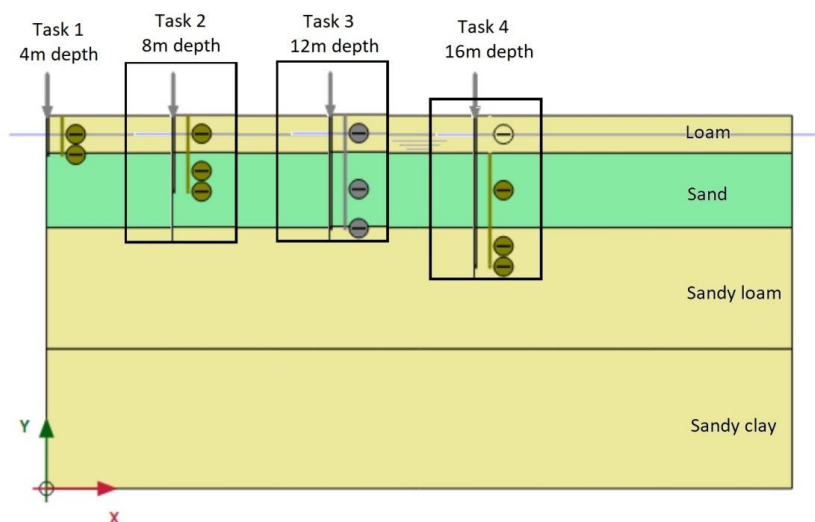 Task 1
4m depth
Task 2
8m depth
Task 3
12m depth
Task 4
16m depth
Loam
Sand
Sandy loam
Sandy clay
Y
X